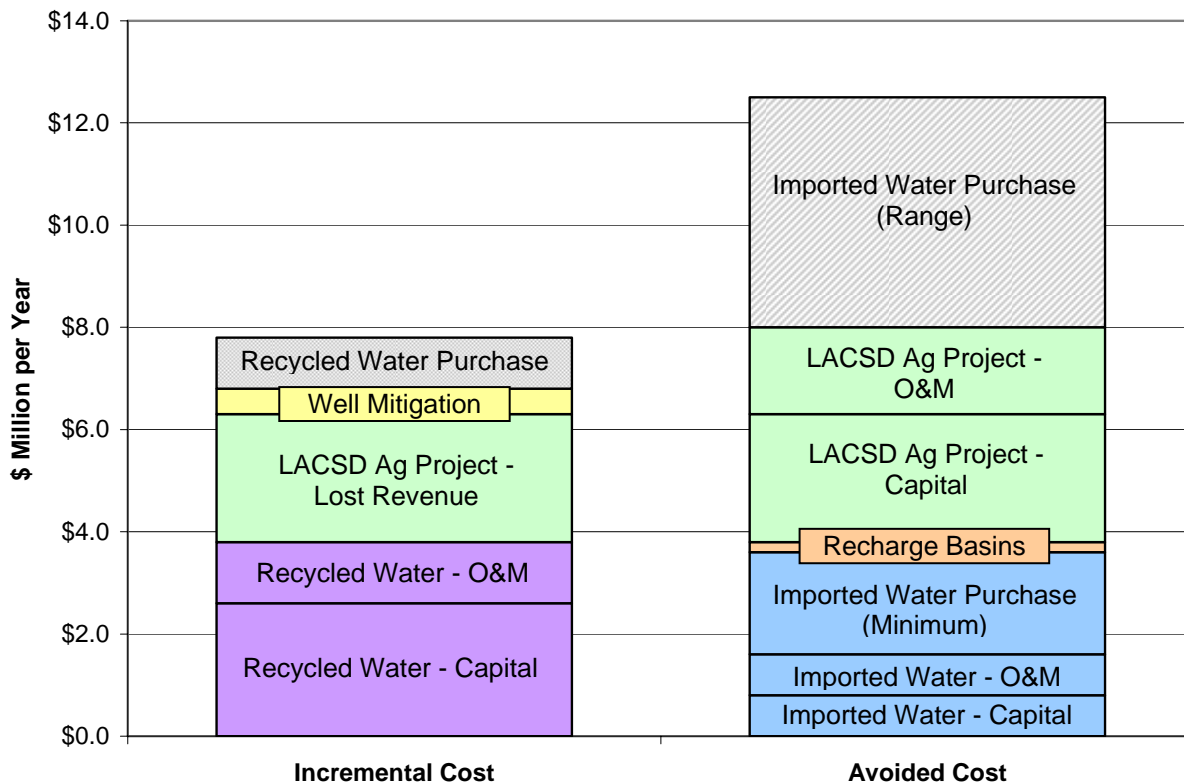 $14.0
$12.0
$10.0
$8.0
$6.0
$4.0
$2.0
$0.0
$ Million per Year
Recycled Water Purchase
Well Mitigation
LACSD Ag Project -
Lost Revenue
Recycled Water - O&M
Recycled Water - Capital
Imported Water Purchase
(Range)
LACSD Ag Project -
O&M
LACSD Ag Project -
Capital
Recharge Basins
Imported Water Purchase
(Minimum)
Imported Water - O&M
Imported Water - Capital
Incremental Cost
Avoided Cost